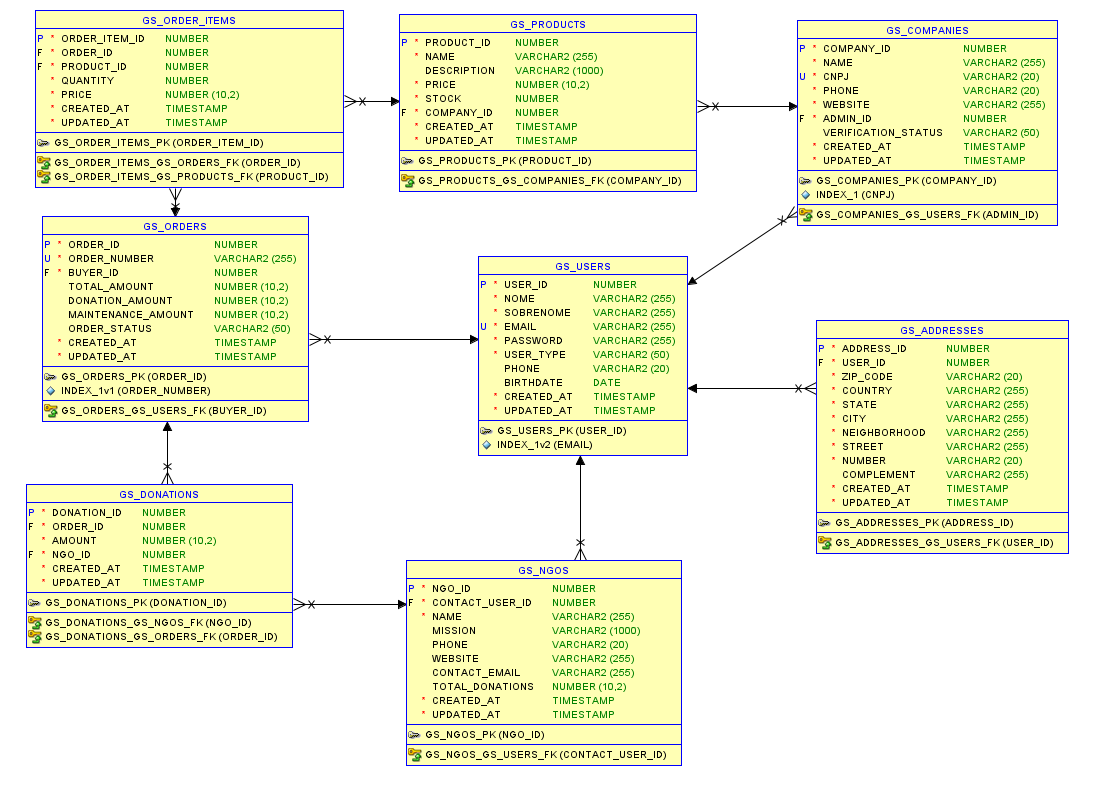 GS_ORDER_ITEMS
P * ORDER_ITEM_ID NUMBER
F * ORDER_ID NUMBER
F * PRODUCT_ID NUMBER
* QUANTITY NUMBER
* PRICE NUMBER (10,2)
* CREATED_AT TIMESTAMP
* UPDATED_AT TIMESTAMP
GS_ORDER_ITEMS_PK (ORDER_ITEM_ID)
GS_ORDER_ITEMS_GS_ORDERS_FK (ORDER_ID)
GS_ORDER_ITEMS_GS_PRODUCTS_FK (PRODUCT_ID)
GS_PRODUCTS
P * PRODUCT_ID NUMBER
* NAME VARCHAR2 (255)
DESCRIPTION VARCHAR2 (1000)
* PRICE NUMBER (10,2)
* STOCK NUMBER
F * COMPANY_ID NUMBER
* CREATED_AT TIMESTAMP
* UPDATED_AT TIMESTAMP
GS_PRODUCTS_PK (PRODUCT_ID)
GS_PRODUCTS_GS_COMPANIES_FK (COMPANY_ID)
GS_COMPANIES
P * COMPANY_ID NUMBER
* NAME VARCHAR2 (255)
U * CNPJ VARCHAR2 (20)
* PHONE VARCHAR2 (20)
* WEBSITE VARCHAR2 (255)
F * ADMIN_ID NUMBER
VERIFICATION_STATUS VARCHAR2 (50)
* CREATED_AT TIMESTAMP
* UPDATED_AT TIMESTAMP
GS_COMPANIES_PK (COMPANY_ID)
INDEX_1 (CNPJ)
GS_COMPANIES_GS_USERS_FK (ADMIN_ID)
GS_ORDERS
P * ORDER_ID NUMBER
U * ORDER_NUMBER VARCHAR2 (255)
F * BUYER_ID NUMBER
TOTAL_AMOUNT NUMBER (10,2)
DONATION_AMOUNT NUMBER (10,2)
MAINTENANCE_AMOUNT NUMBER (10,2)
ORDER_STATUS VARCHAR2 (50)
* CREATED_AT TIMESTAMP
* UPDATED_AT TIMESTAMP
GS_ORDERS_PK (ORDER_ID)
INDEX_1v1 (ORDER_NUMBER)
GS_ORDERS_GS_USERS_FK (BUYER_ID)
GS_USERS
P * USER_ID NUMBER
* NOME VARCHAR2 (255)
* SOBRENOME VARCHAR2 (255)
U * EMAIL VARCHAR2 (255)
* PASSWORD VARCHAR2 (255)
* USER_TYPE VARCHAR2 (50)
PHONE VARCHAR2 (20)
BIRTHDATE DATE
* CREATED_AT TIMESTAMP
* UPDATED_AT TIMESTAMP
GS_USERS_PK (USER_ID)
INDEX_1v2 (EMAIL)
GS_ADDRESSES
P * ADDRESS_ID NUMBER
F * USER_ID NUMBER
* ZIP_CODE VARCHAR2 (20)
* COUNTRY VARCHAR2 (255)
* STATE VARCHAR2 (255)
* CITY VARCHAR2 (255)
* NEIGHBORHOOD VARCHAR2 (255)
* STREET VARCHAR2 (255)
* NUMBER VARCHAR2 (20)
COMPLEMENT VARCHAR2 (255)
* CREATED_AT TIMESTAMP
* UPDATED_AT TIMESTAMP
GS_ADDRESSES_PK (ADDRESS_ID)
GS_ADDRESSES_GS_USERS_FK (USER_ID)
GS_DONATIONS
P * DONATION_ID NUMBER
F * ORDER_ID NUMBER
* AMOUNT NUMBER (10,2)
F * NGO_ID NUMBER
* CREATED_AT TIMESTAMP
* UPDATED_AT TIMESTAMP
GS_DONATIONS_PK (DONATION_ID)
GS_DONATIONS_GS_NGOS_FK (NGO_ID)
GS_DONATIONS_GS_ORDERS_FK (ORDER_ID)
GS_NGOS
P * NGO_ID NUMBER
F * CONTACT_USER_ID NUMBER
* NAME VARCHAR2 (255)
MISSION VARCHAR2 (1000)
PHONE VARCHAR2 (20)
WEBSITE VARCHAR2 (255)
CONTACT_EMAIL VARCHAR2 (255)
TOTAL_DONATIONS NUMBER (10,2)
* CREATED_AT TIMESTAMP
* UPDATED_AT TIMESTAMP
GS_NGOS_PK (NGO_ID)
GS_NGOS_GS_USERS_FK (CONTACT_USER_ID)